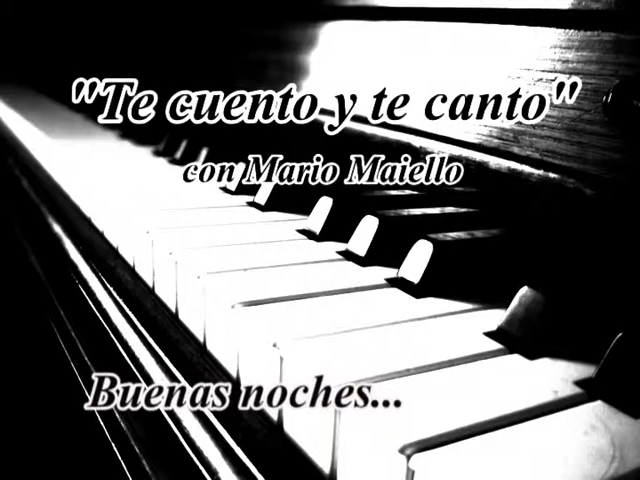 "Te cuento y te canto"
con Mario Maiello
Buenas noches...